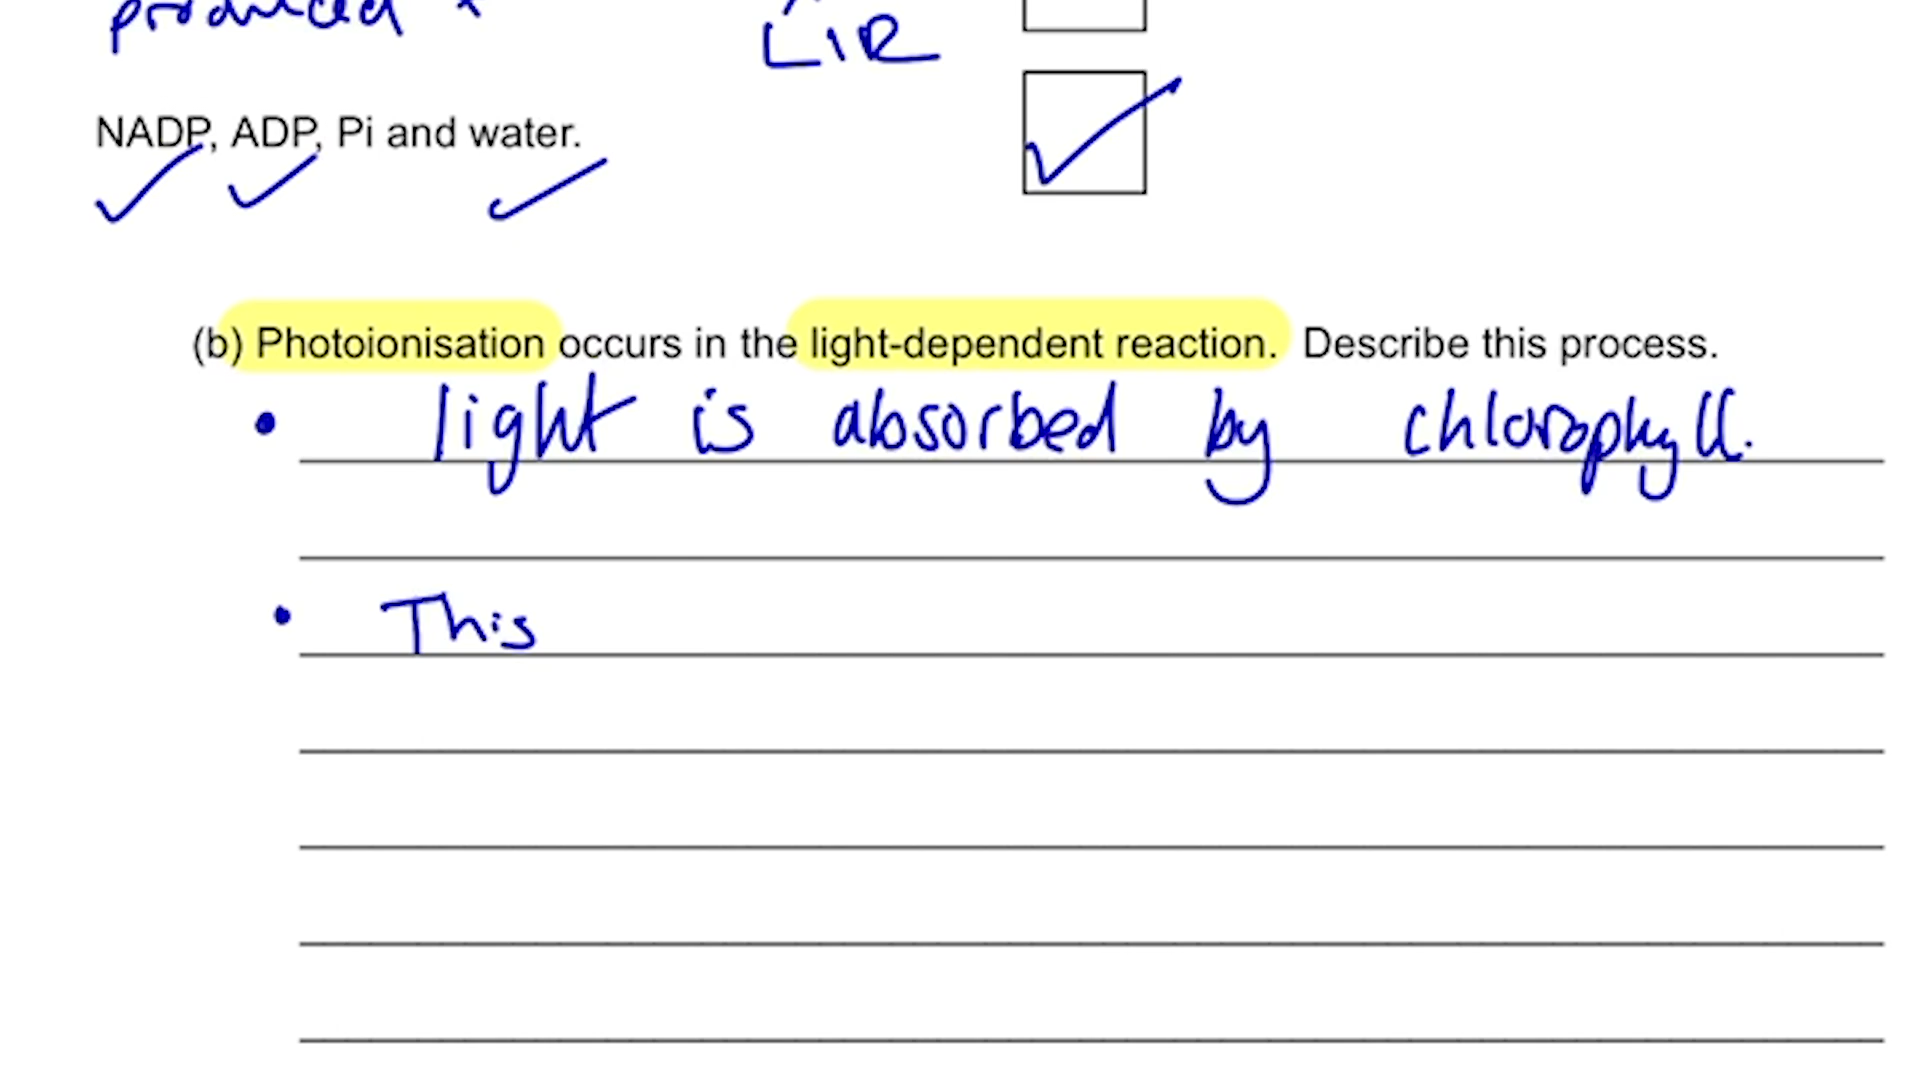 produced x
LIR
NADP, ADP, Pi and water.
(b) Photoionisation occurs in the light-dependent reaction. Describe this process.
• light is absorbed by chlorophyll.
• This